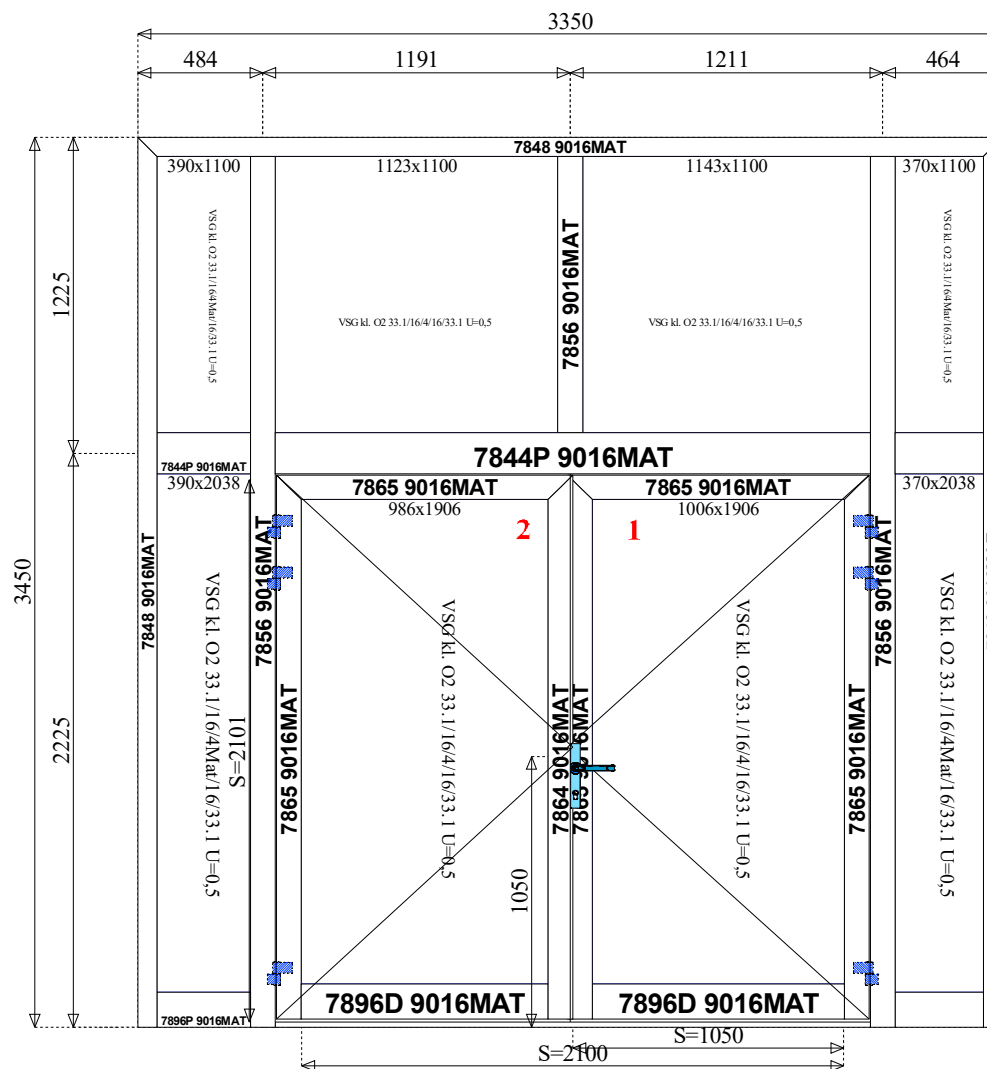 3350
484
1191
1211
464
7848 9016MAT
390x1100
1123x1100
1143x1100
370x1100
VSG kl. O2 33.1/16/4Mat/16/33.1 U=0,5
VSG kl. O2 33.1/16/4/16/33.1 U=0,5
7856 9016MAT
VSG kl. O2 33.1/16/4/16/33.1 U=0,5
VSG kl. O2 33.1/16/4Mat/16/33.1 U=0,5
1225
7844P 9016MAT
7844P 9016MAT
390x2038
7865 9016MAT
7865 9016MAT
370x2038
986x1906
1006x1906
2
1
3450
2225
7848 9016MAT
VSG kl. O2 33.1/16/4Mat/16/33.1 U=0,5
S=2101
7856 9016MAT
7865 9016MAT
VSG kl. O2 33.1/16/4/16/33.1 U=0,5
1050
7864 9016MAT
7865 9016MAT
VSG kl. O2 33.1/16/4/16/33.1 U=0,5
7865 9016MAT
7856 9016MAT
VSG kl. O2 33.1/16/4Mat/16/33.1 U=0,5
7896P 9016MAT
7896D 9016MAT
7896D 9016MAT
S=1050
S=2100